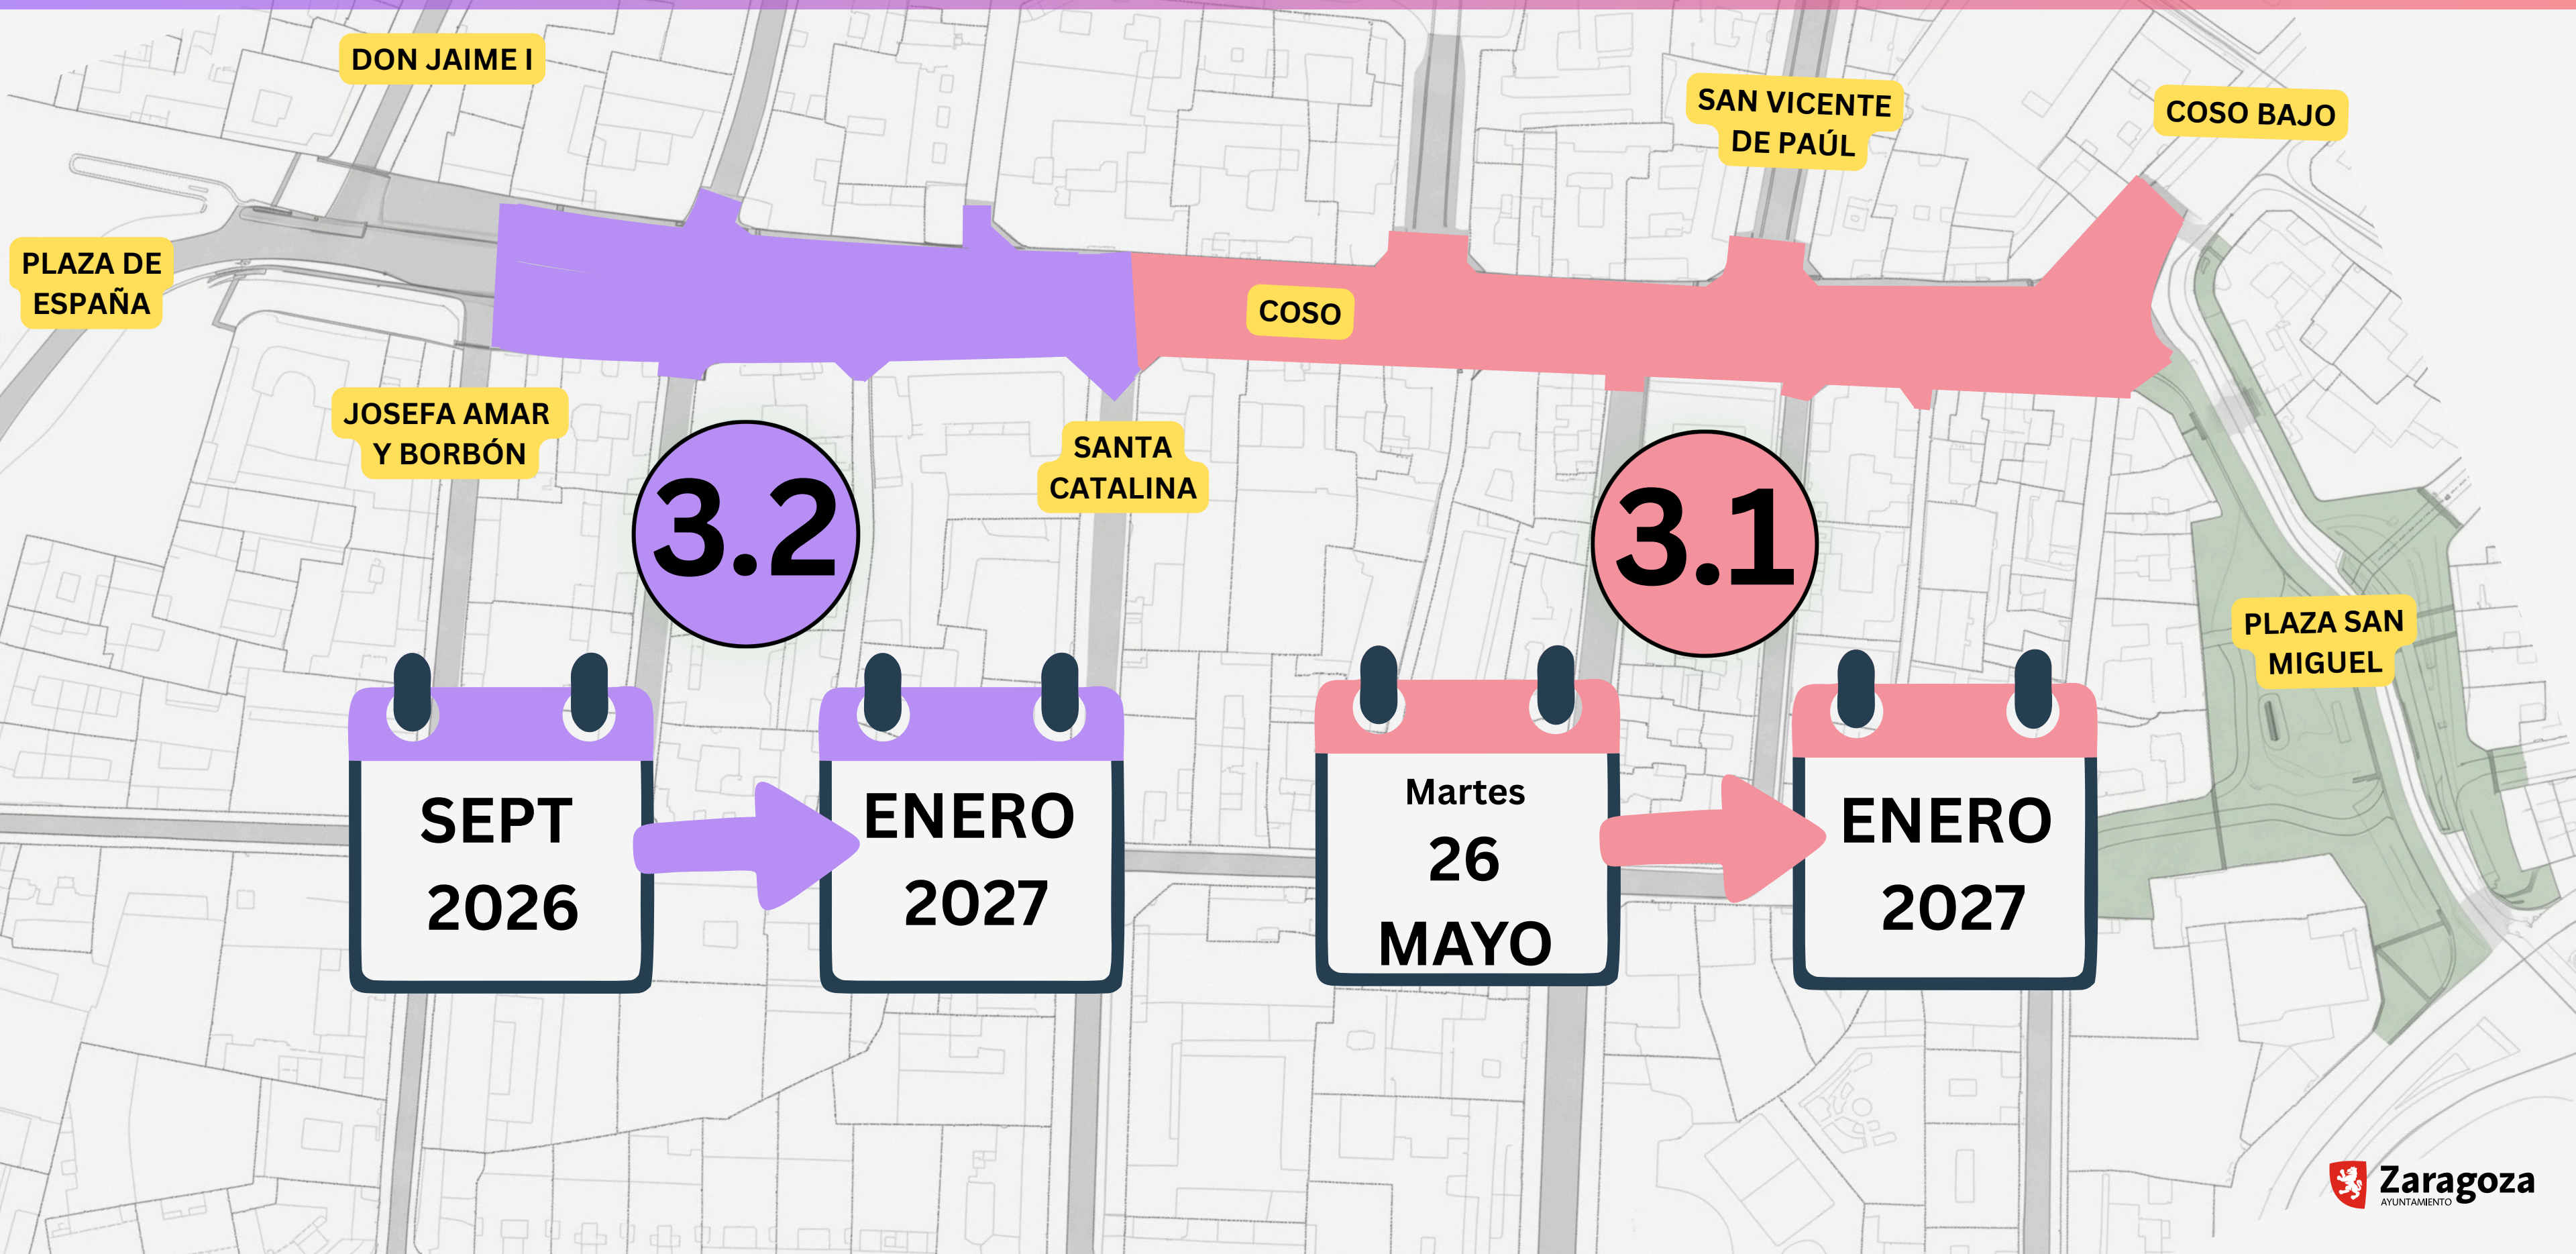 DON JAIME I
SAN VICENTE
DE PAÚL
COSO BAJO
PLAZA DE
ESPAÑA
COSO
JOSEFA AMAR
Y BORBÓN
SANTA
CATALINA
3.2
3.1
PLAZA SAN
MIGUEL
SEPT
2026
ENERO
2027
Martes
26
MAYO
ENERO
2027
Zaragoza
AYUNTAMIENTO